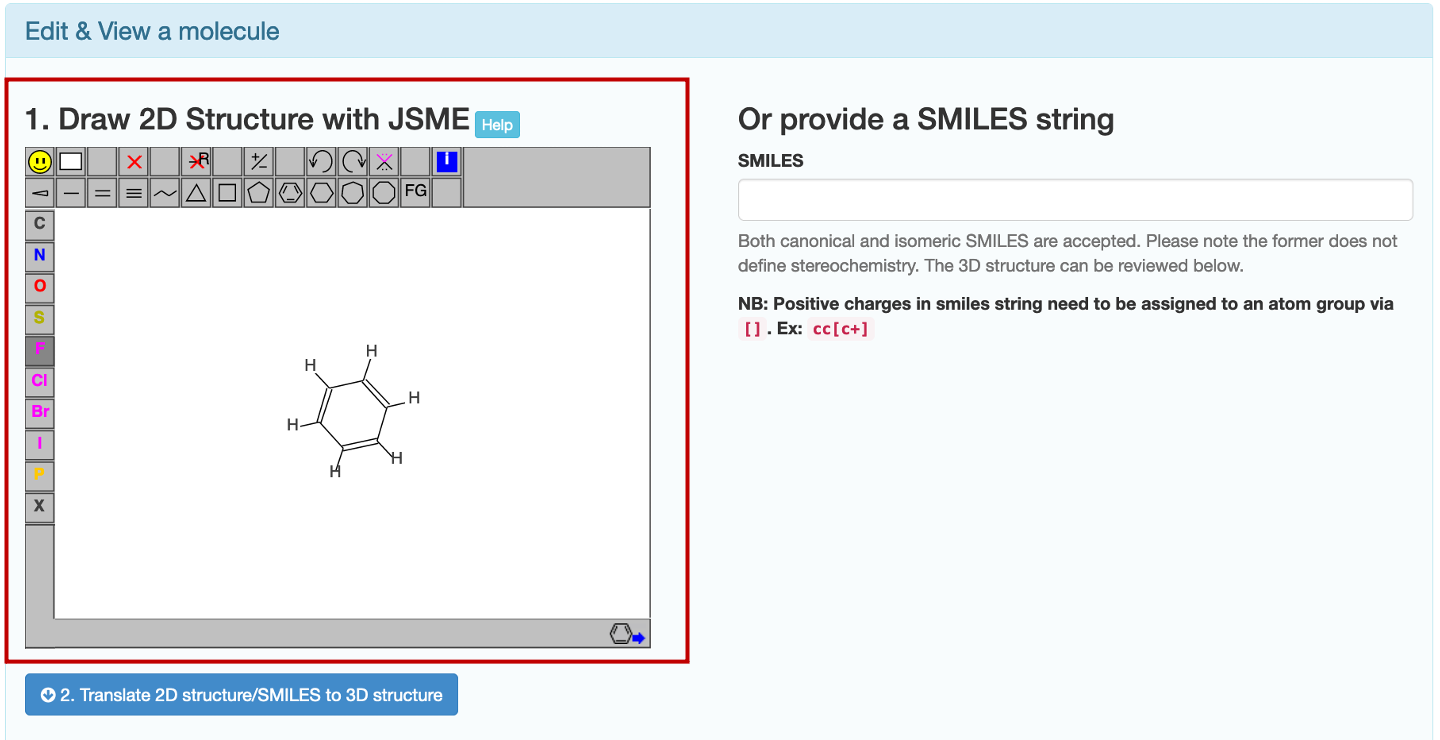 Edit & View a molecule
1. Draw 2D Structure with JSME Help
R +/- i
FG
C
N
O
S
F
Cl
Br
I
P
X
H
H
H
H
H
H
2. Translate 2D structure/SMILES to 3D structure
Or provide a SMILES string
SMILES
Both canonical and isomeric SMILES are accepted. Please note the former does not
define stereochemistry. The 3D structure can be reviewed below.
NB: Positive charges in smiles string need to be assigned to an atom group via
[] . Ex: cc[c+]